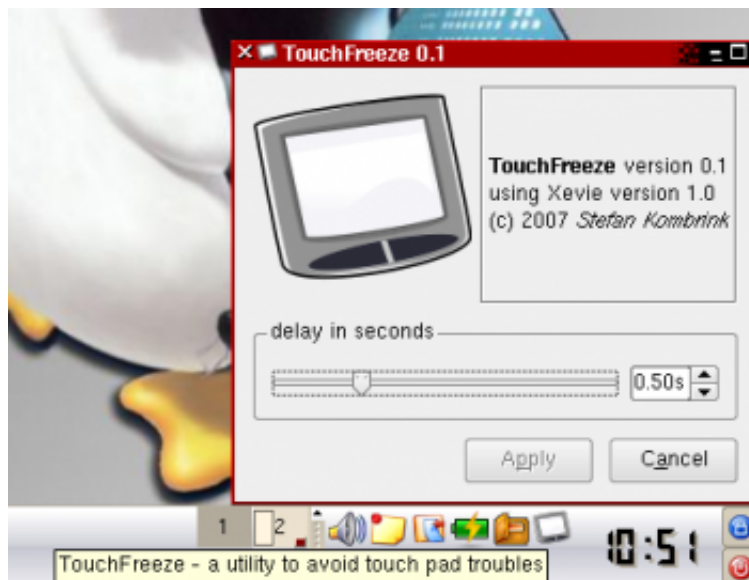 TouchFreeze 0.1
TouchFreeze version 0.1
using Xevie version 1.0
(c) 2007 Stefan Kombrink
delay in seconds
0.50s
Apply
Cancel
1
2
10:51
TouchFreeze - a utility to avoid touch pad troubles